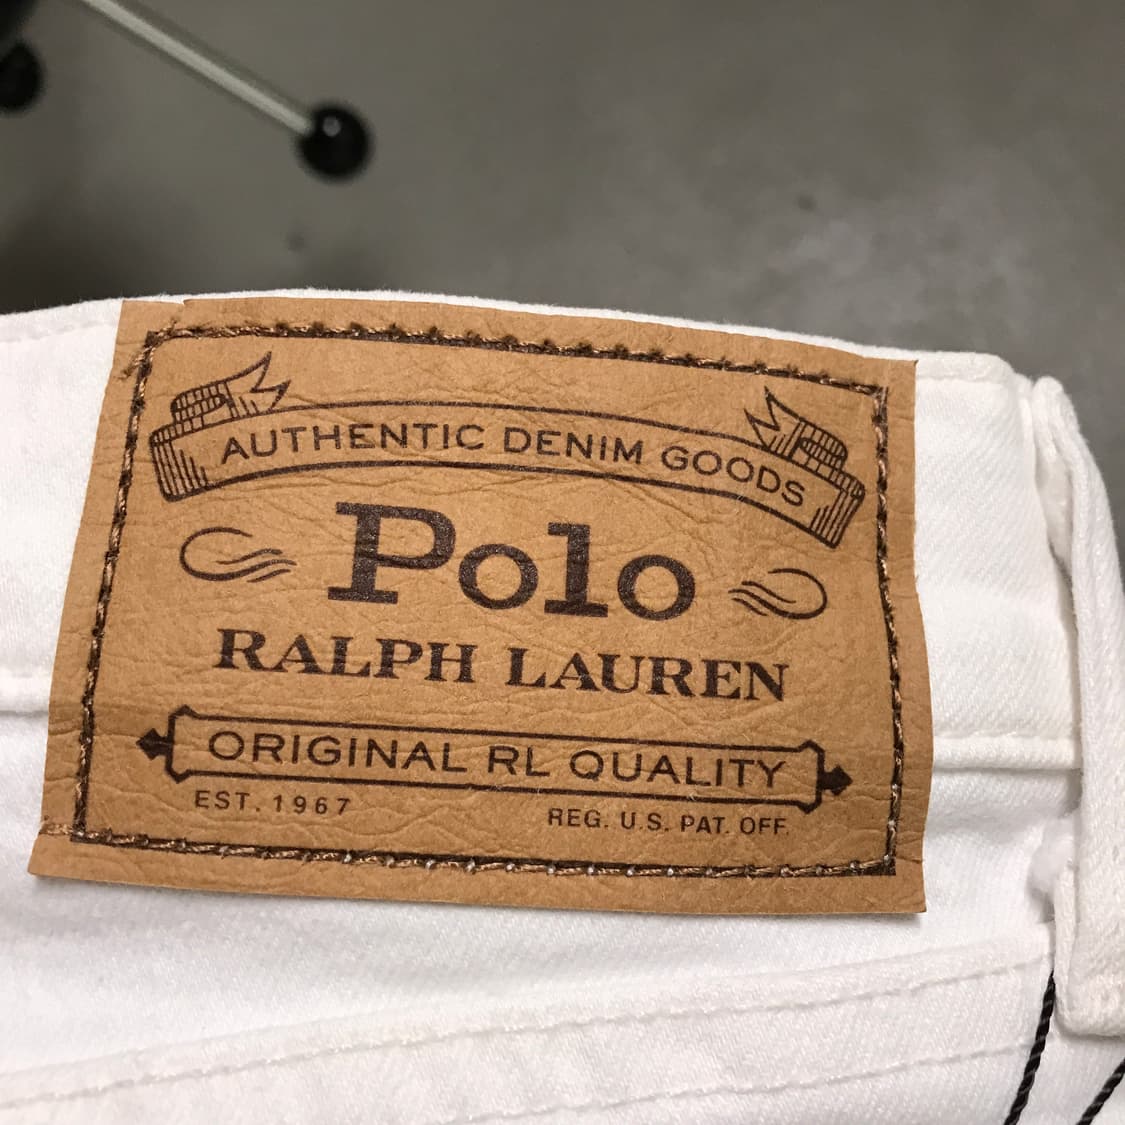 AUTHENTIC DENIM GOODS
Polo
RALPH LAUREN
ORIGINAL RL QUALITY
EST. 1967 REG. U.S. PAT. OFF.